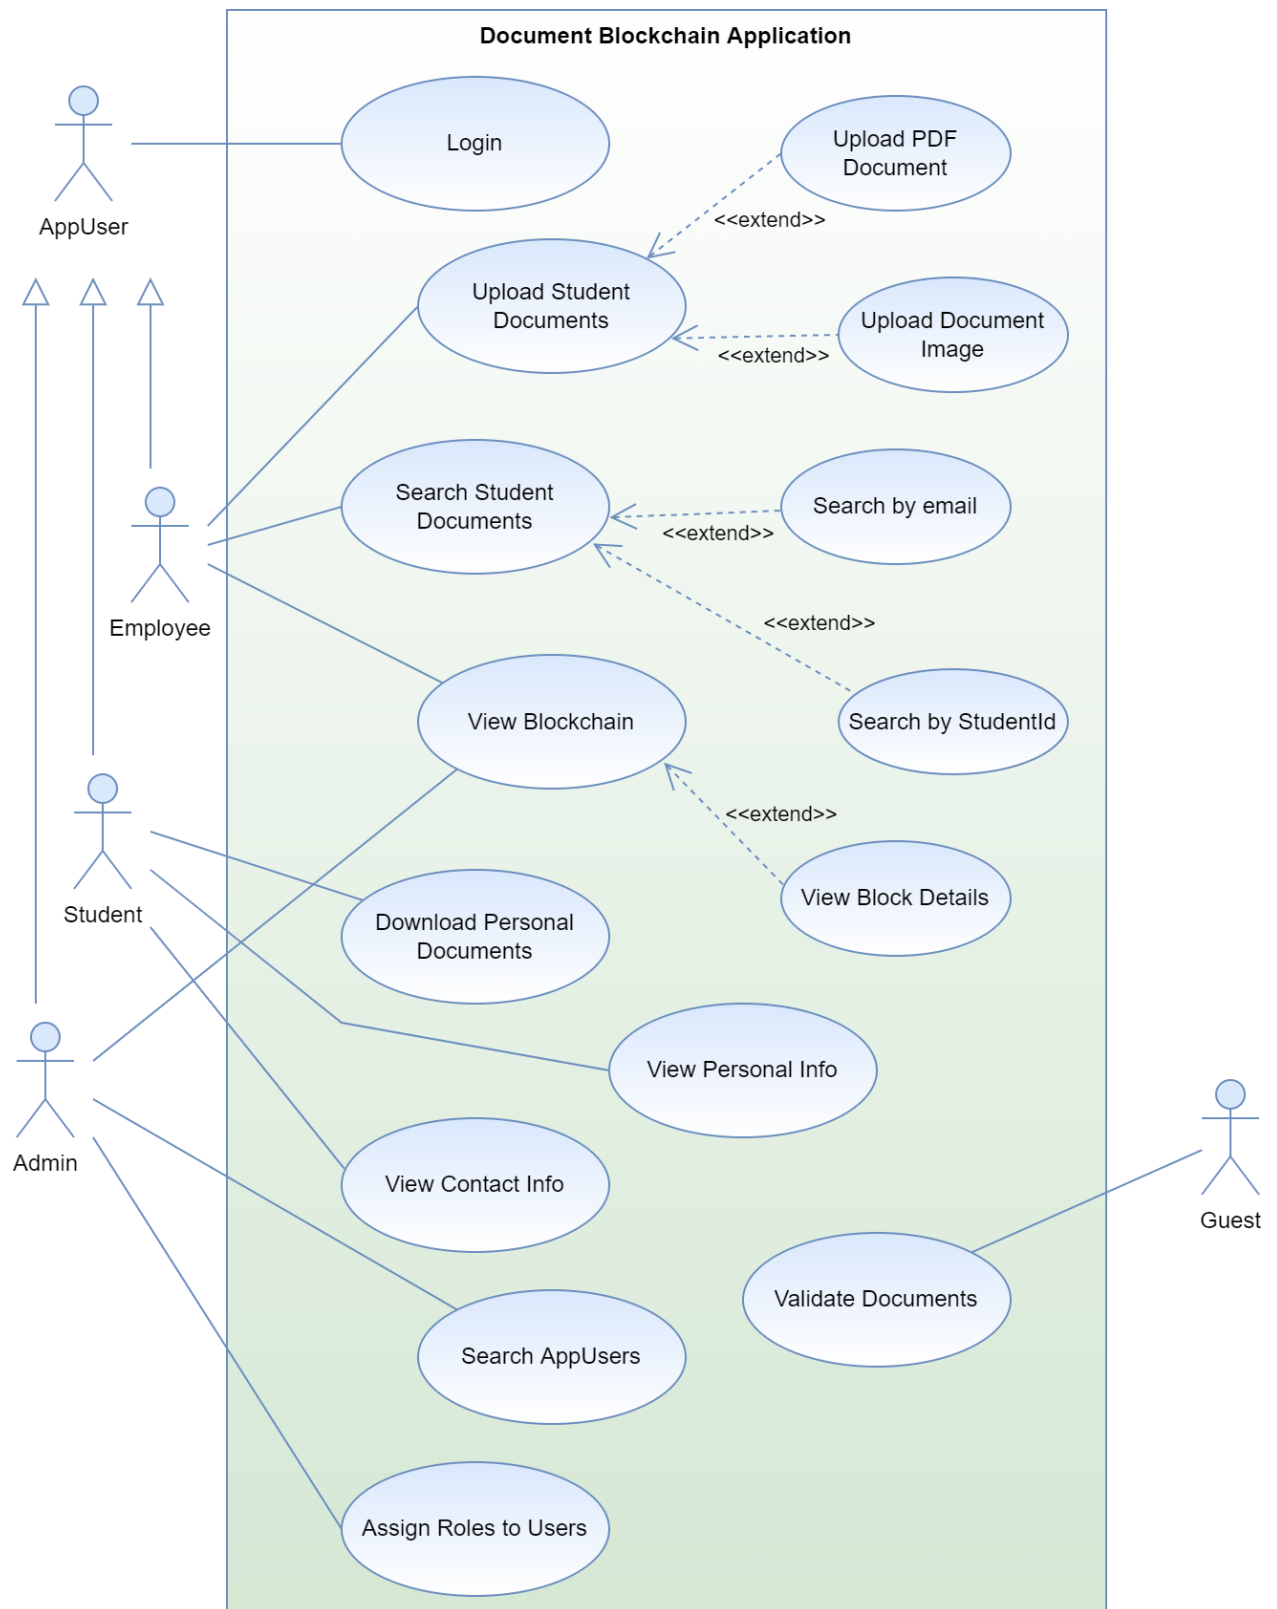 Document Blockchain Application
Login
Upload PDF
Document
AppUser
<<extend>>
Upload Student
Documents
Upload Document
Image
<<extend>>
Search Student
Documents
Search by email
<<extend>>
Employee
<<extend>>
View Blockchain
Search by StudentId
<<extend>>
View Block Details
Student
Download Personal
Documents
View Personal Info
Admin
View Contact Info
Guest
Validate Documents
Search AppUsers
Assign Roles to Users